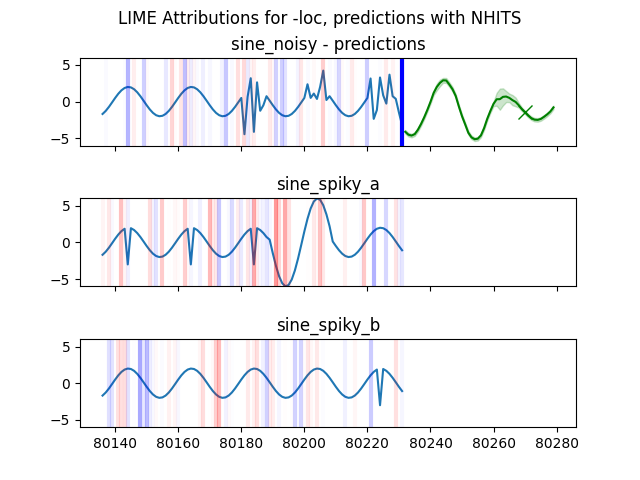 LIME Attributions for -loc, predictions with NHITS
sine_noisy - predictions
5
0
−5
sine_spiky_a
5
0
−5
sine_spiky_b
5
0
−5
80140 80160 80180 80200 80220 80240 80260 80280